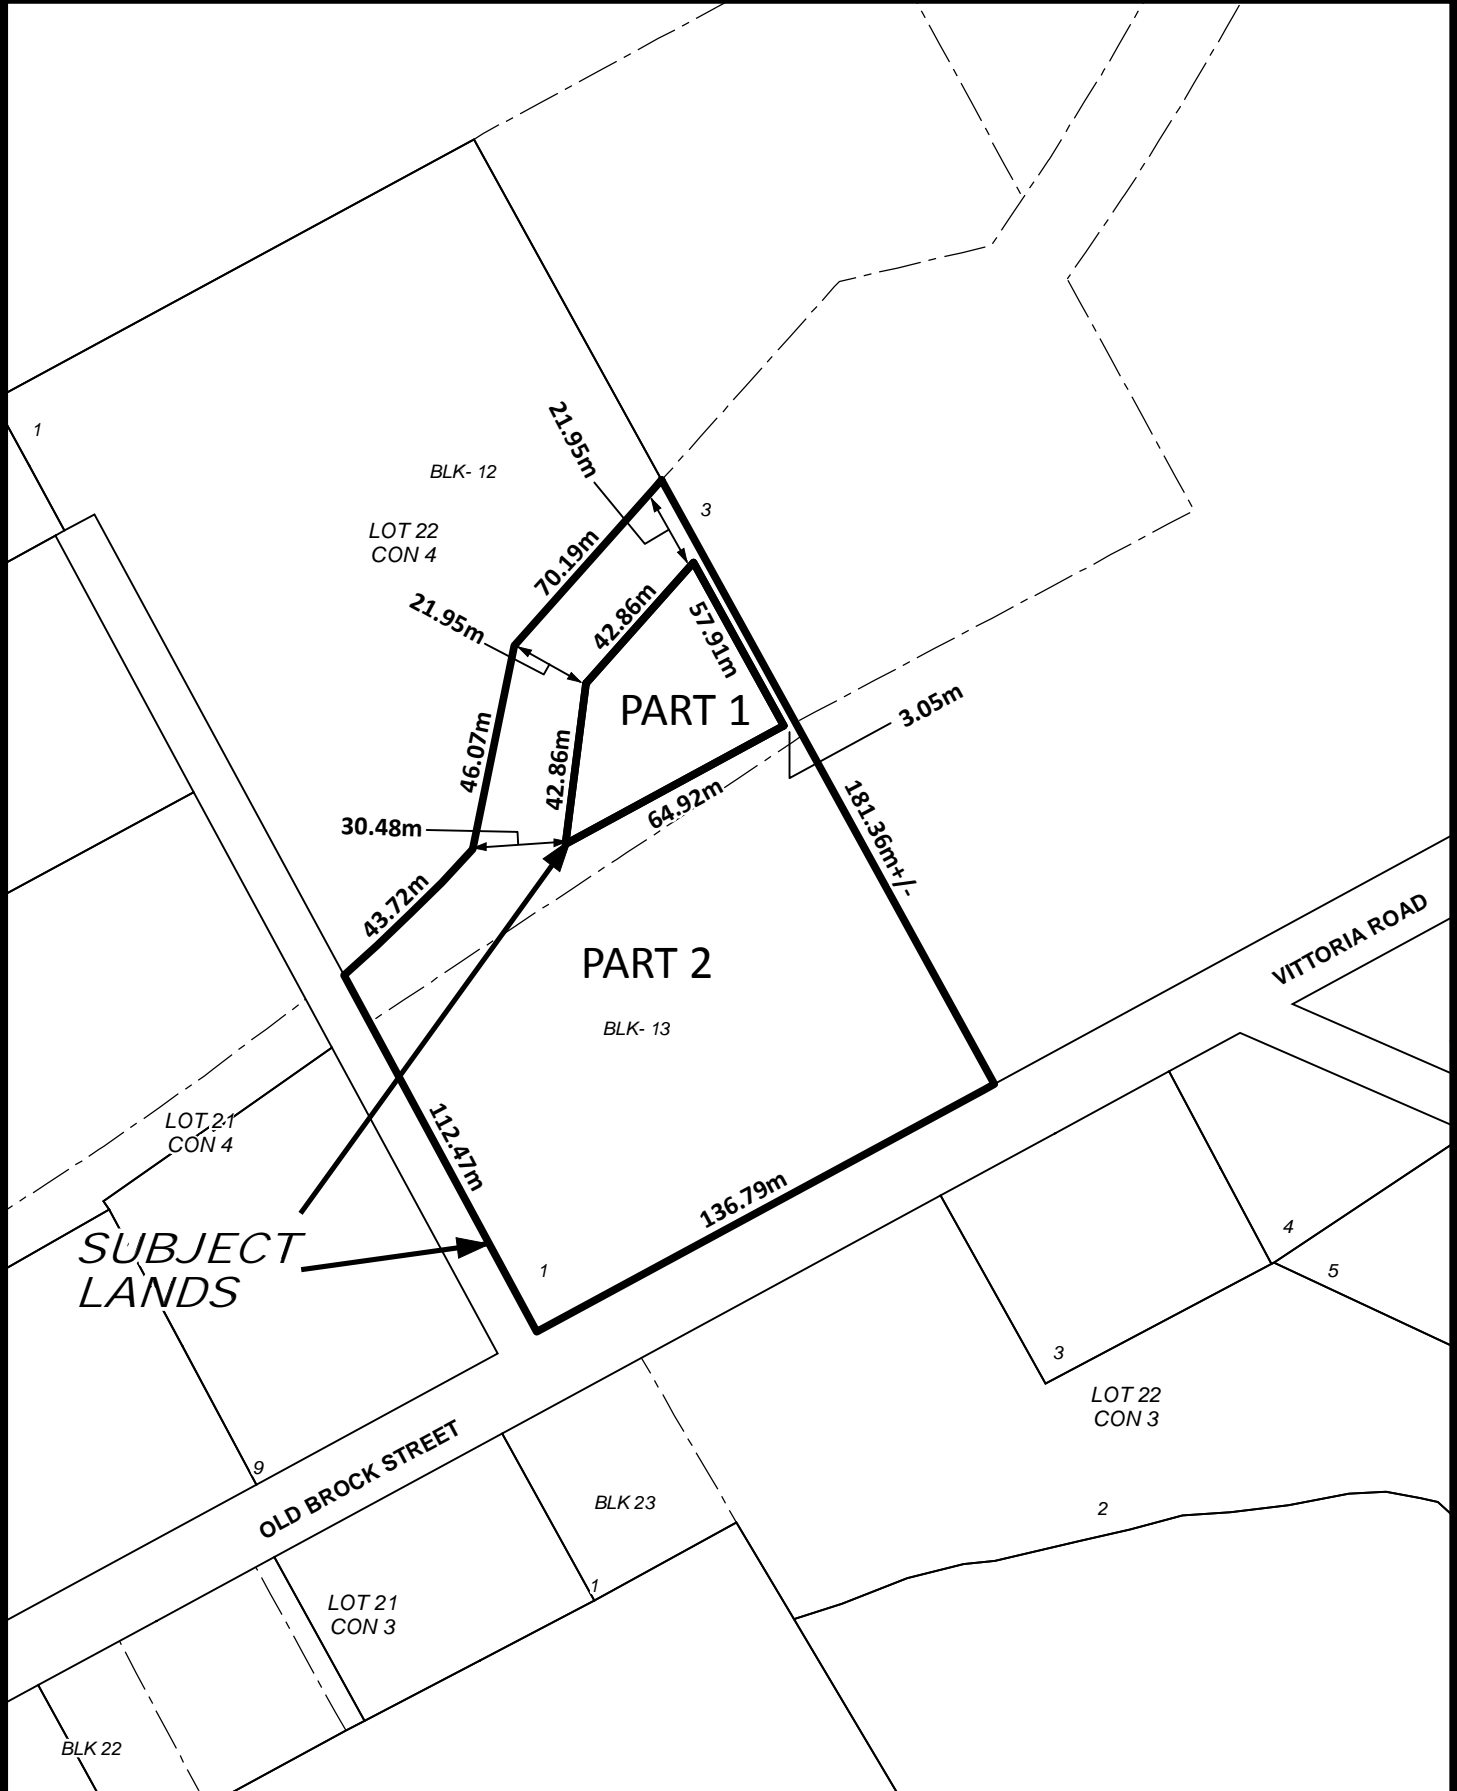 1
BLK- 12
LOT 22
CON 4
21.95m
3
70.19m
21.95m
42.86m
57.91m
PART 1
3.05m
46.07m
42.86m
64.92m
30.48m
181.36m+/-
43.72m
PART 2
VITTORIA ROAD
BLK- 13
LOT 21
CON 4
112.47m
136.79m
SUBJECT
LANDS
1
4
5
3
LOT 22
CON 3
9
OLD BROCK STREET
BLK 23
2
1
LOT 21
CON 3
BLK 22